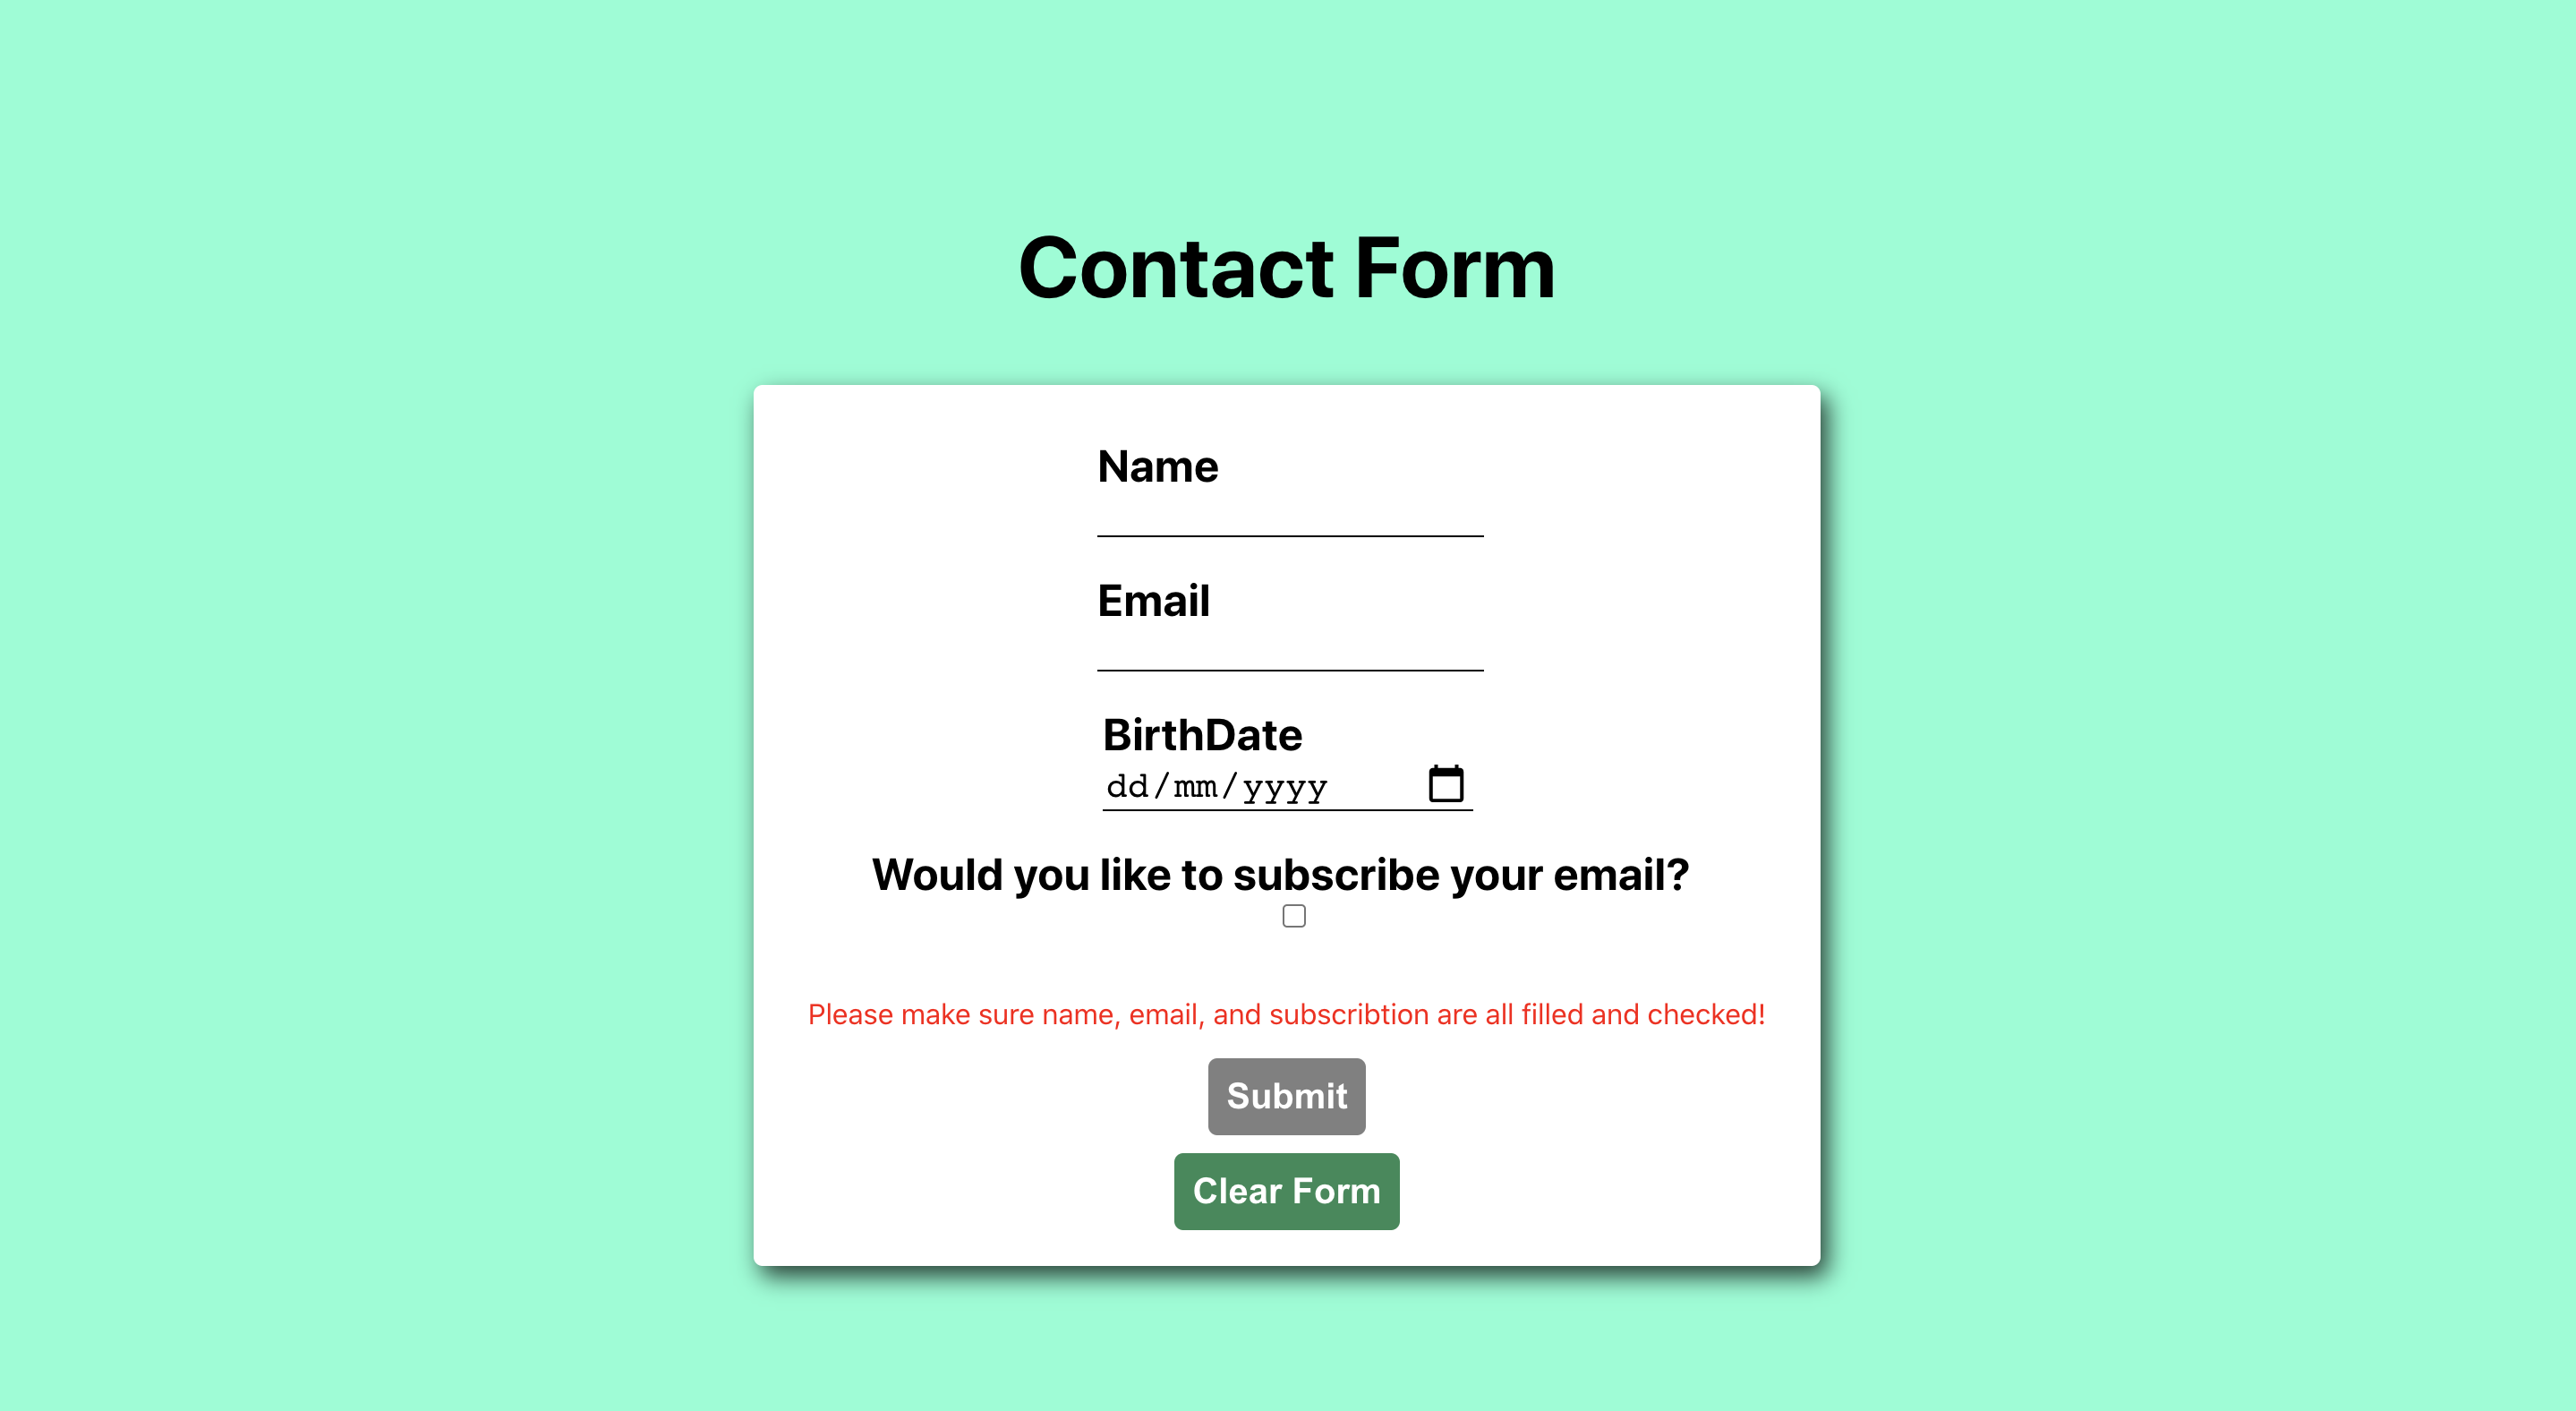 Contact Form
Name
Email
BirthDate
dd/mm/yyyy
Would you like to subscribe your email?
Please make sure name, email, and subscribtion are all filled and checked!
Submit
Clear Form